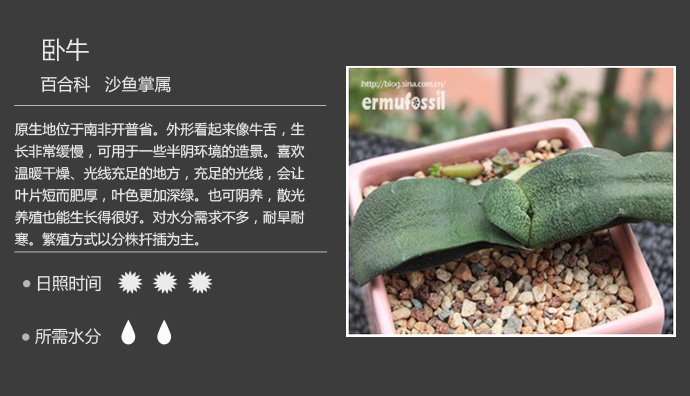 卧牛
百合科 沙鱼掌属
原生地位于南非开普省。外形看起来像牛舌，生
长非常缓慢，可用于一些半阴环境的造景。喜欢
温暖干燥、光线充足的地方，充足的光线，会让
叶片短而肥厚，叶色更加深绿。也可阴养，散光
养殖也能生长得很好。对水分需求不多，耐旱耐
寒。繁殖方式以分株扦插为主。
日照时间
所需水分
http://blog.sina.com.cn/
ermufossil